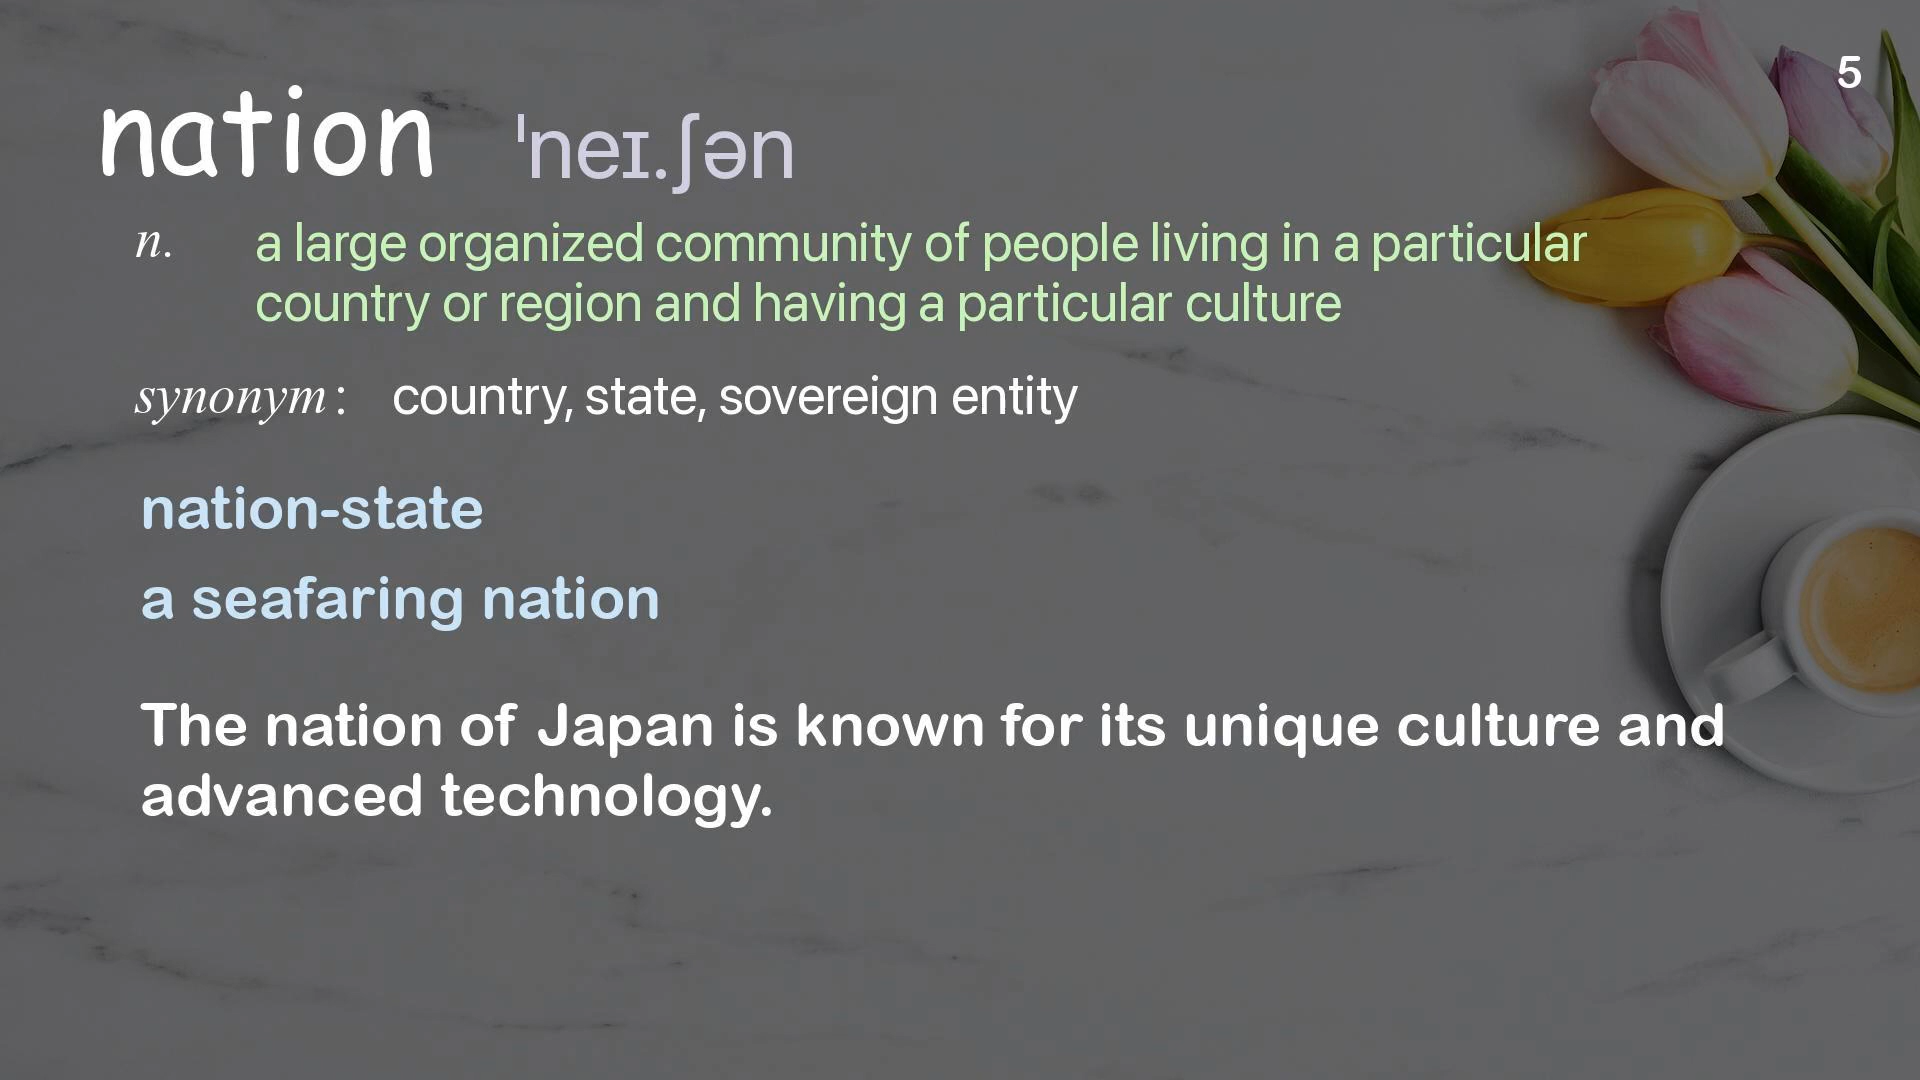 5
nation ˈneɪ.ʃən
n. a large organized community of people living in a particular
country or region and having a particular culture
synonym: country, state, sovereign entity
nation-state
a seafaring nation
The nation of Japan is known for its unique culture and
advanced technology.